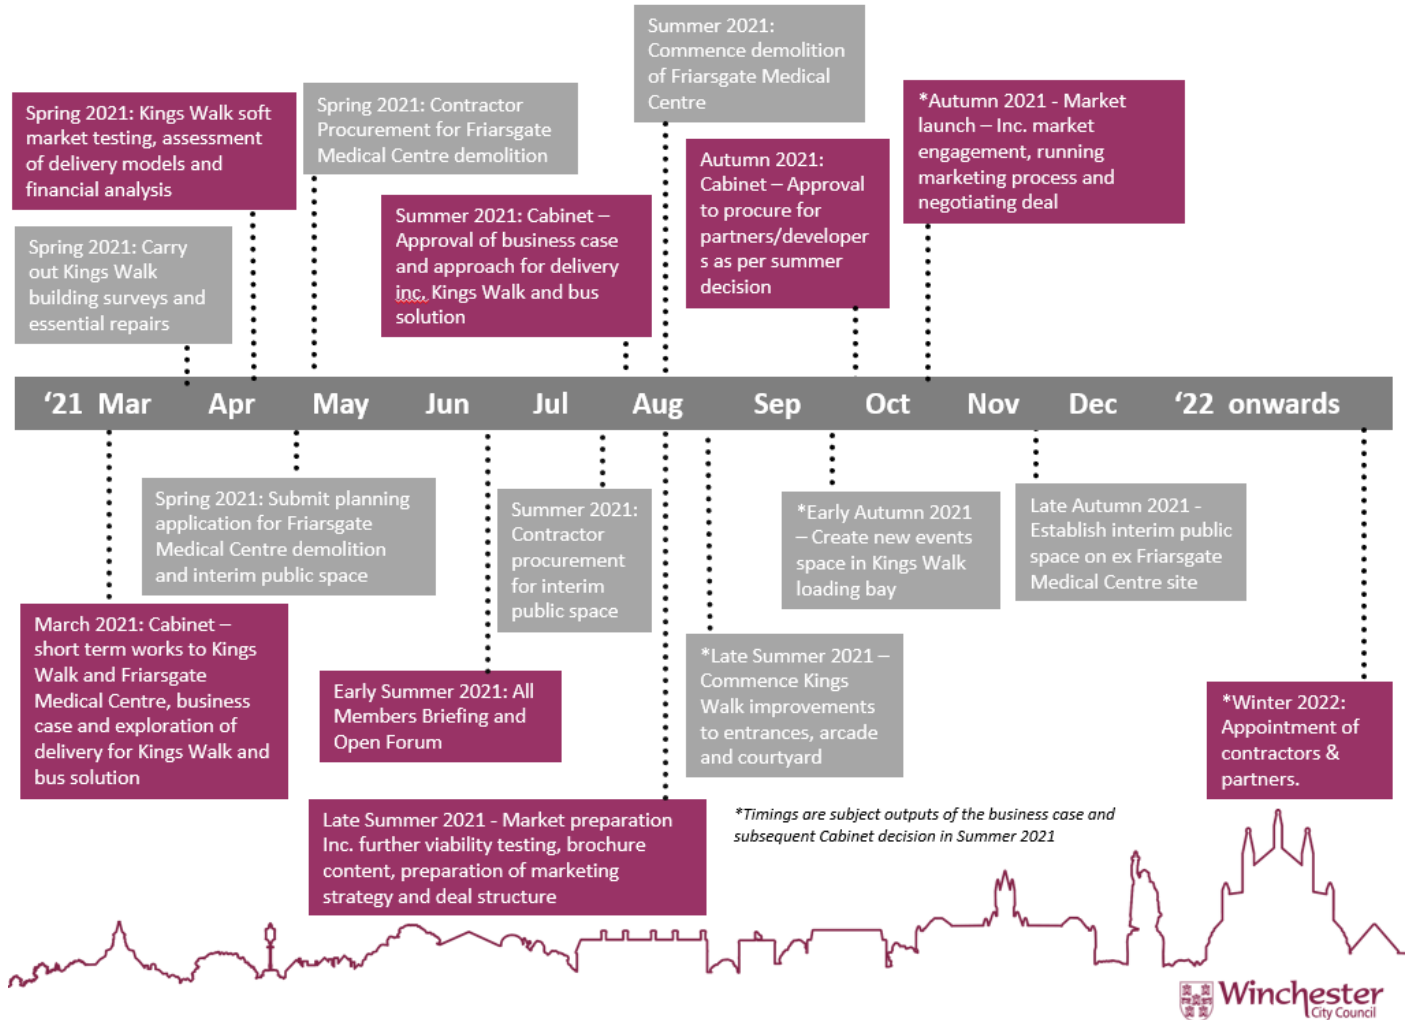 Summer 2021:
Commence demolition
of Friarsgate Medical
Centre
Spring 2021: Kings Walk soft
market testing, assessment
of delivery models and
financial analysis
Spring 2021: Contractor
Procurement for Friarsgate
Medical Centre demolition
*Autumn 2021 - Market
launch – Inc. market
engagement, running
marketing process and
negotiating deal
Autumn 2021:
Cabinet – Approval
to procure for
partners/developer
s as per summer
decision
Summer 2021: Cabinet –
Approval of business case
and approach for delivery
inc. Kings Walk and bus
solution
Spring 2021: Carry
out Kings Walk
building surveys and
essential repairs
‘21 Mar Apr May Jun Jul Aug Sep Oct Nov Dec ‘22 onwards
Spring 2021: Submit planning
application for Friarsgate
Medical Centre demolition
and interim public space
Summer 2021:
Contractor
procurement
for interim
public space
*Early Autumn 2021
– Create new events
space in Kings Walk
loading bay
Late Autumn 2021 -
Establish interim public
space on ex Friarsgate
Medical Centre site
March 2021: Cabinet –
short term works to Kings
Walk and Friarsgate
Medical Centre, business
case and exploration of
delivery for Kings Walk and
bus solution
Early Summer 2021: All
Members Briefing and
Open Forum
*Late Summer 2021 –
Commence Kings
Walk improvements
to entrances, arcade
and courtyard
*Winter 2022:
Appointment of
contractors &
partners.
Late Summer 2021 - Market preparation
Inc. further viability testing, brochure
content, preparation of marketing
strategy and deal structure
*Timings are subject outputs of the business case and
subsequent Cabinet decision in Summer 2021
Winchester
City Council